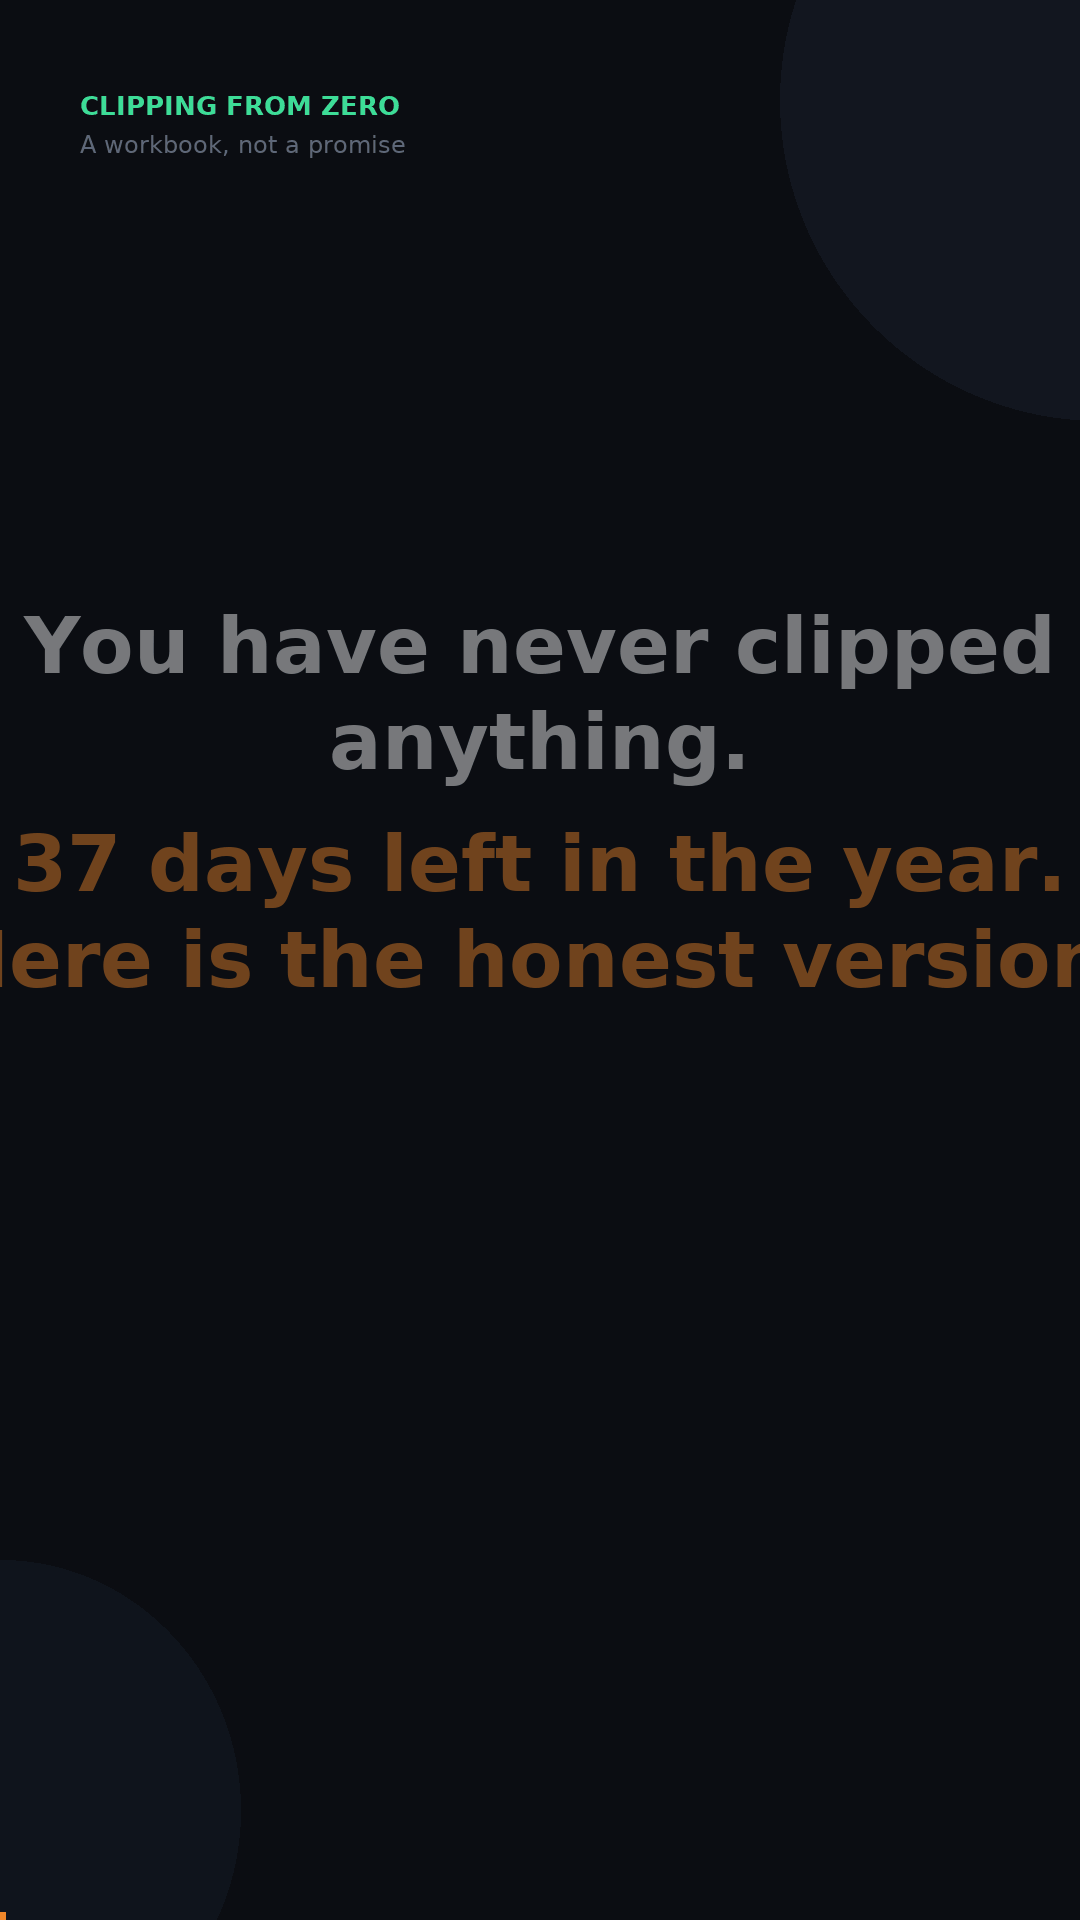 CLIPPING FROM ZERO
A workbook, not a promise
You have never clipped
anything.
37 days left in the year.
is the honest version